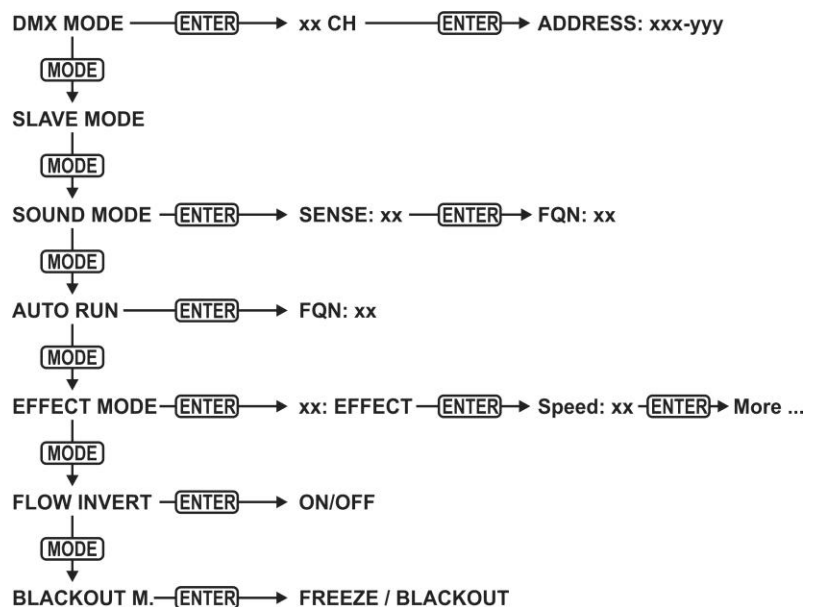 DMX MODE ENTER xx CH ENTER ADDRESS: xxx-yyy
MODE
SLAVE MODE
MODE
SOUND MODE ENTER SENSE: xx ENTER FQN: xx
MODE
AUTO RUN ENTER FQN: xx
MODE
EFFECT MODE ENTER xx: EFFECT ENTER Speed: xx ENTER More ...
MODE
FLOW INVERT ENTER ON/OFF
MODE
BLACKOUT M. ENTER FREEZE / BLACKOUT